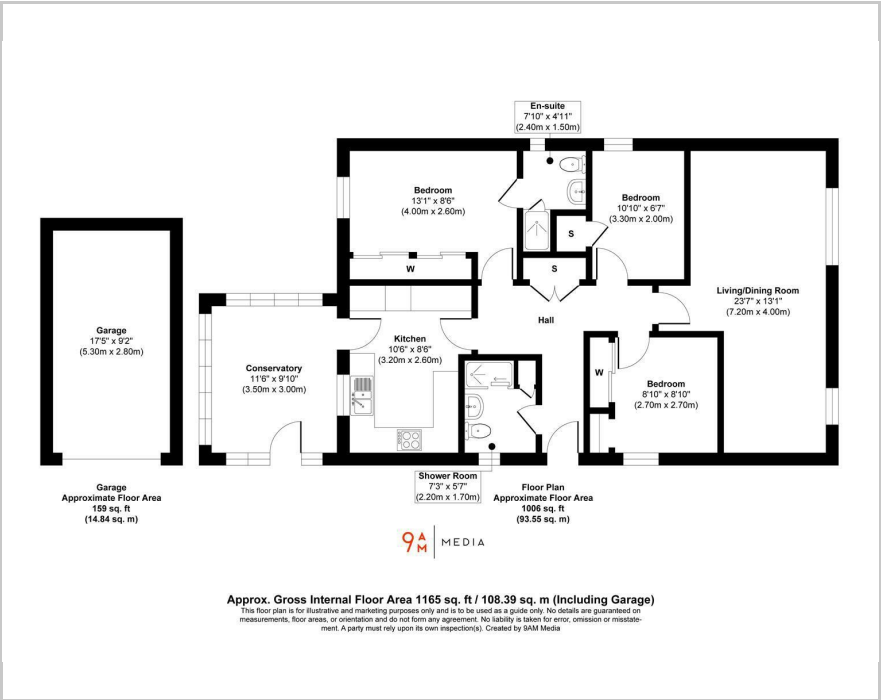 En-suite
7'10" x 4'11"
(2.40m x 1.50m)
Bedroom
13'1" x 8'6"
(4.00m x 2.60m)
Bedroom
10'10" x 6'7"
(3.30m x 2.00m)
S
W
S
Living/Dining Room
23'7" x 13'1"
(7.20m x 4.00m)
Hall
Garage
17'5" x 9'2"
(5.30m x 2.80m)
Kitchen
10'6" x 8'6"
(3.20m x 2.60m)
Conservatory
11'6" x 9'10"
(3.50m x 3.00m)
W
Bedroom
8'10" x 8'10"
(2.70m x 2.70m)
Shower Room
7'3" x 5'7"
(2.20m x 1.70m)
Garage
Approximate Floor Area
159 sq. ft
(14.84 sq. m)
Floor Plan
Approximate Floor Area
1006 sq. ft
(93.55 sq. m)
9AM MEDIA
Approx. Gross Internal Floor Area 1165 sq. ft / 108.39 sq. m (Including Garage)
This floor plan is for illustrative and marketing purposes only and is to be used as a guide only. No details are guaranteed on
measurements, floor areas, or orientation and do not form any agreement. No liability is taken for error, omission or misstate-
ment. A party must rely upon its own inspection(s). Created by 9AM Media